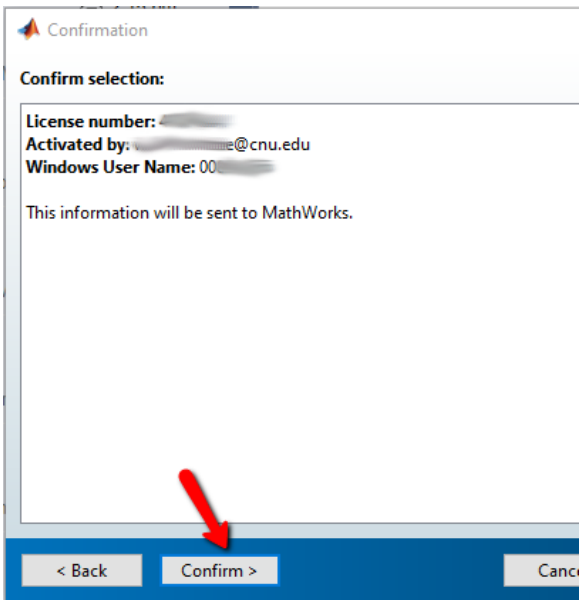 Confirmation
Confirm selection:
License number:
Activated by: e@cnu.edu
Windows User Name: 00
This information will be sent to MathWorks.
< Back
Confirm >
Canc